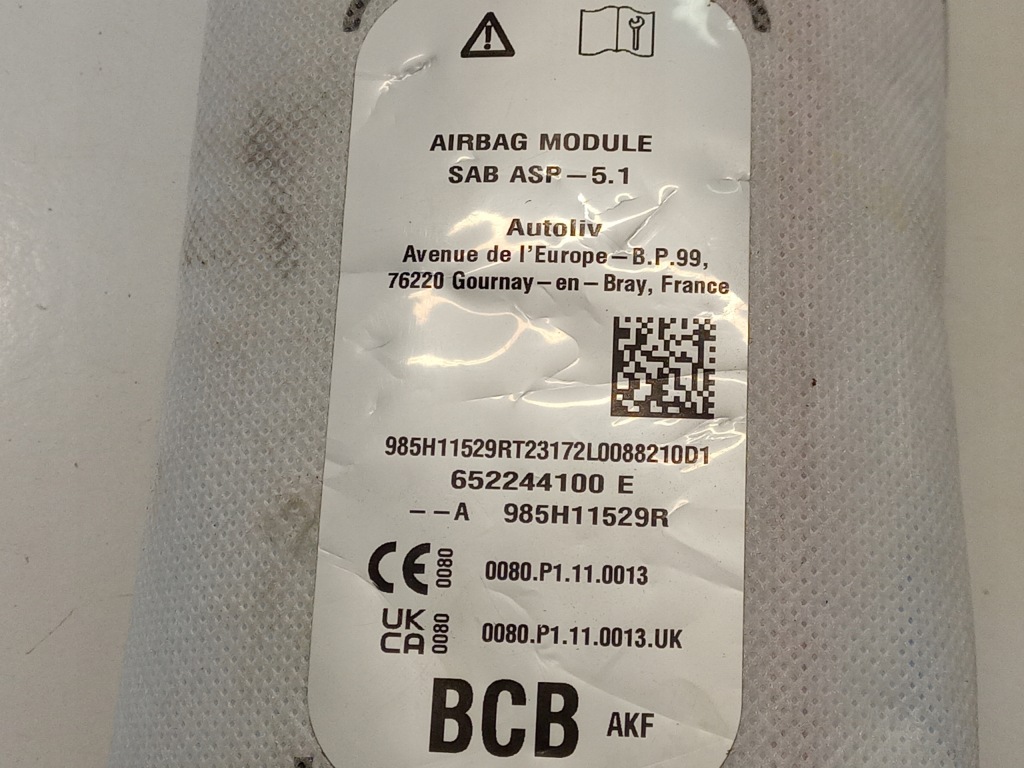 AIRBAG MODULE
SAB ASP-5.1
Autoliv
Avenue de l'Europe-B.P.99,
76220 Gournay-en-Bray, France
985H11529RT23172L0088210D1
652244100 E
--A 985H11529R
CE 0080 0080.P1.11.0013
UK CA 0080 0080.P1.11.0013.UK
BCB AKF